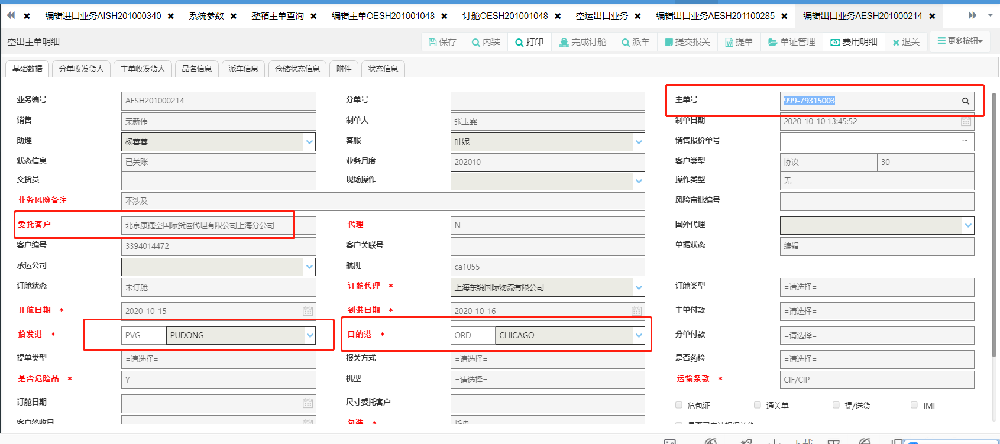 编辑进口业务AISH201000340 系统参数 整箱主单查询 编辑主单OESH201001048 订舱OESH201001048 空运出口业务 编辑出口业务AESH201100285 编辑出口业务AESH201000214
空出主单明细 保存 内装 打印 完成订舱 派车 提交报关 提单 单证管理 费用明细 退关 更多按钮
基础数据 分单收发货人 主单收发货人 品名信息 派车信息 仓储状态信息 附件 状态信息
业务编号 AESH201000214 分单号 主单号 999-79315003
销售 荣新伟 制单人 张玉雯 制单日期 2020-10-10 13:45:52
助理 杨蓉蓉 客服 叶妮 销售报价单号 ...
状态信息 已关账 业务月度 202010 客户类型 协议 30
交货员 现场操作 操作类型 无
业务风险备注 不涉及 风险审批编号
委托客户 北京康捷空国际货运代理有限公司上海分公司 代理 N 国外代理
客户编号 3394014472 客户关联号 单据状态 编辑
承运公司 航班 ca1055
订舱状态 未订舱 订舱代理 * 上海东锐国际物流有限公司 订舱类型 =请选择=
开航日期 * 2020-10-15 到港日期 * 2020-10-16 主单付款 =请选择=
始发港 * PVG PUDONG 目的港 * ORD CHICAGO 分单付款 =请选择=
提单类型 =请选择= 报关方式 =请选择= 是否药检 =请选择=
是否危险品 * Y 机型 =请选择= 运输条款 * CIF/CIP
订舱日期 尺寸委托客户 危包证 通关单 提/送货 IMI
客户签收日 包装 * 托盘
下载